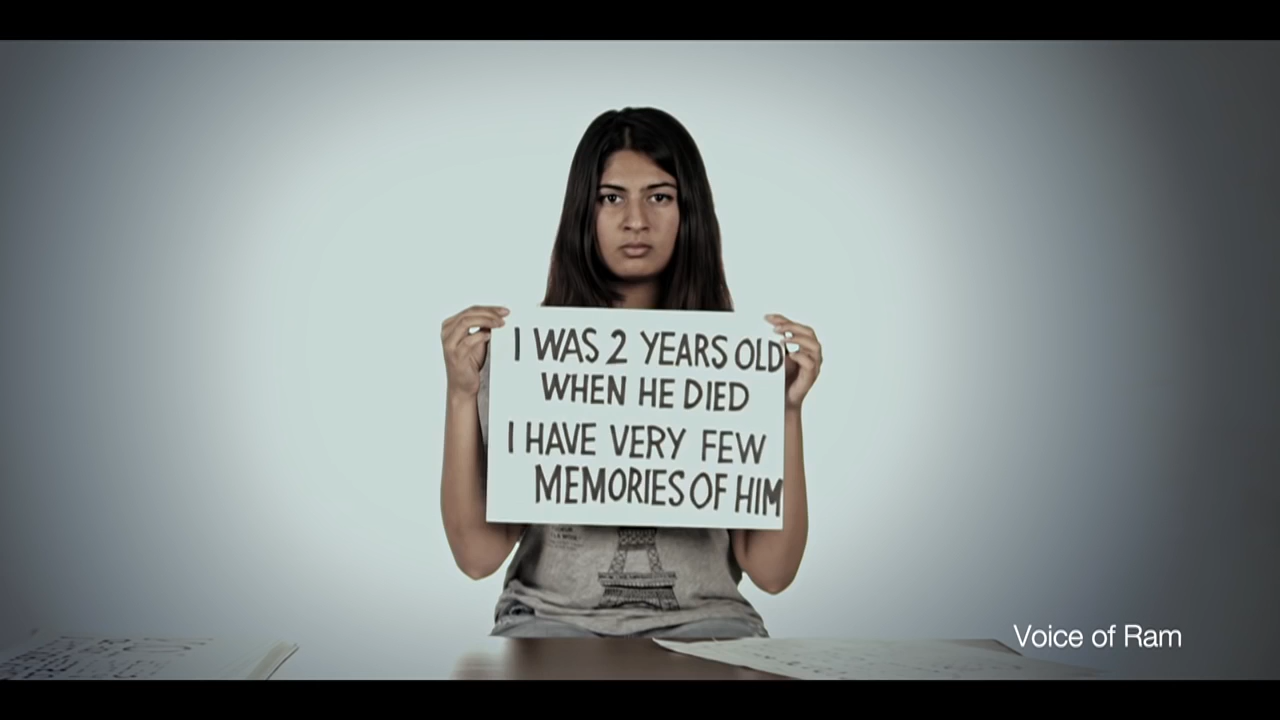 I WAS 2 YEARS OLD
WHEN HE DIED
I HAVE VERY FEW
MEMORIES OF HIM
Voice of Ram